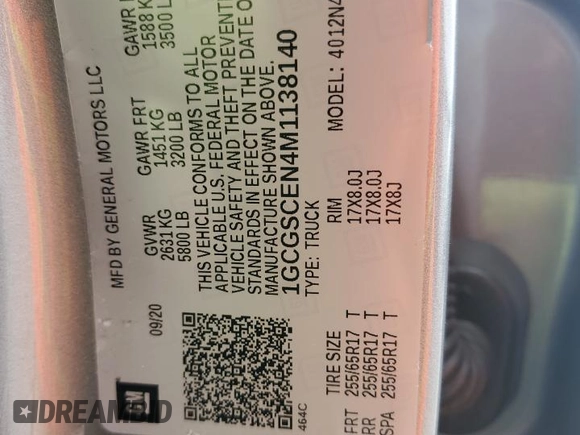 MFD BY GENERAL MOTORS LLC
09/20
GVWR
2631 KG
5800 LB
GAWR FRT
1451 KG
3200 LB
GAWR
1588 K
3500 L
THIS VEHICLE CONFORMS TO ALL
APPLICABLE U.S. FEDERAL MOTOR
VEHICLE SAFETY AND THEFT PREVENTI
STANDARDS IN EFFECT ON THE DATE O
MANUFACTURE SHOWN ABOVE.
1GCGSCEN4M1138140
TYPE: TRUCK
MODEL: 4012N4
464C
GM
TIRE SIZE RIM
FRT 255/65R17 T 17X8.0J
RR 255/65R17 T 17X8.0J
SPA 255/65R17 T 17X8J
DREAMBID